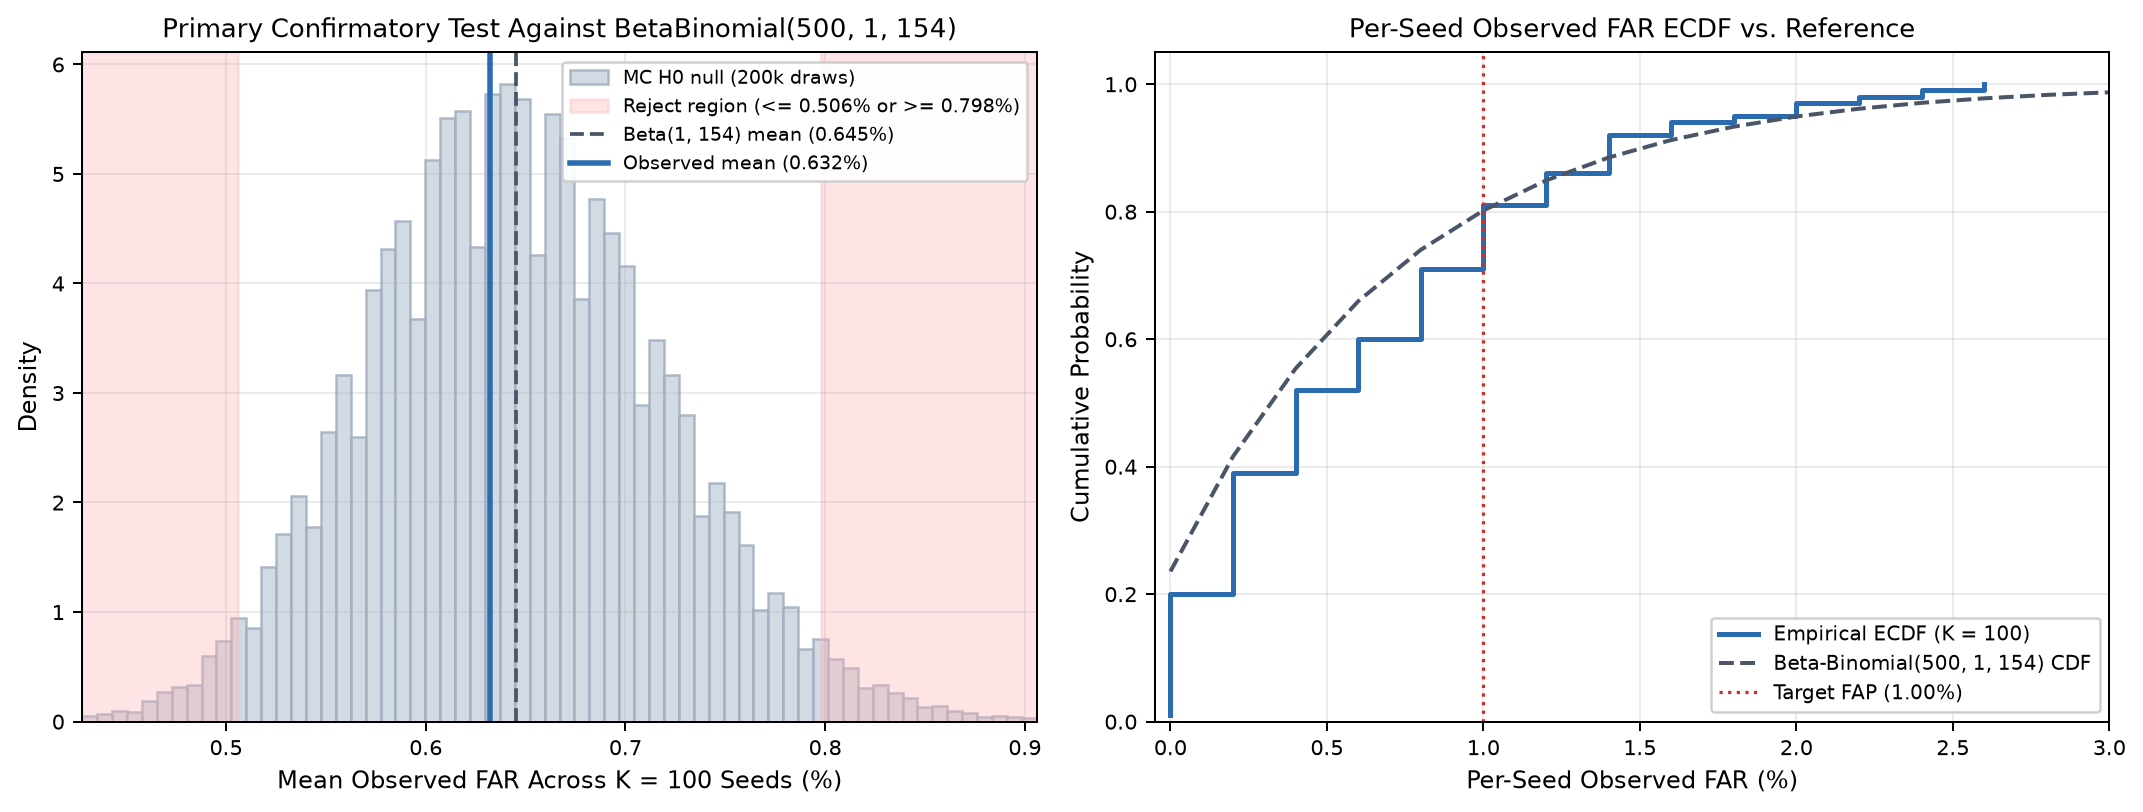 Primary Confirmatory Test Against BetaBinomial(500, 1, 154)
MC H0 null (200k draws)
Reject region (<= 0.506% or >= 0.798%)
Beta(1, 154) mean (0.645%)
Observed mean (0.632%)
Density
6
5
4
3
2
1
0
0.5 0.6 0.7 0.8 0.9
Mean Observed FAR Across K = 100 Seeds (%)
Per-Seed Observed FAR ECDF vs. Reference
Cumulative Probability
1.0
0.8
0.6
0.4
0.2
0.0
Empirical ECDF (K = 100)
Beta-Binomial(500, 1, 154) CDF
Target FAP (1.00%)
0.0 0.5 1.0 1.5 2.0 2.5 3.0
Per-Seed Observed FAR (%)